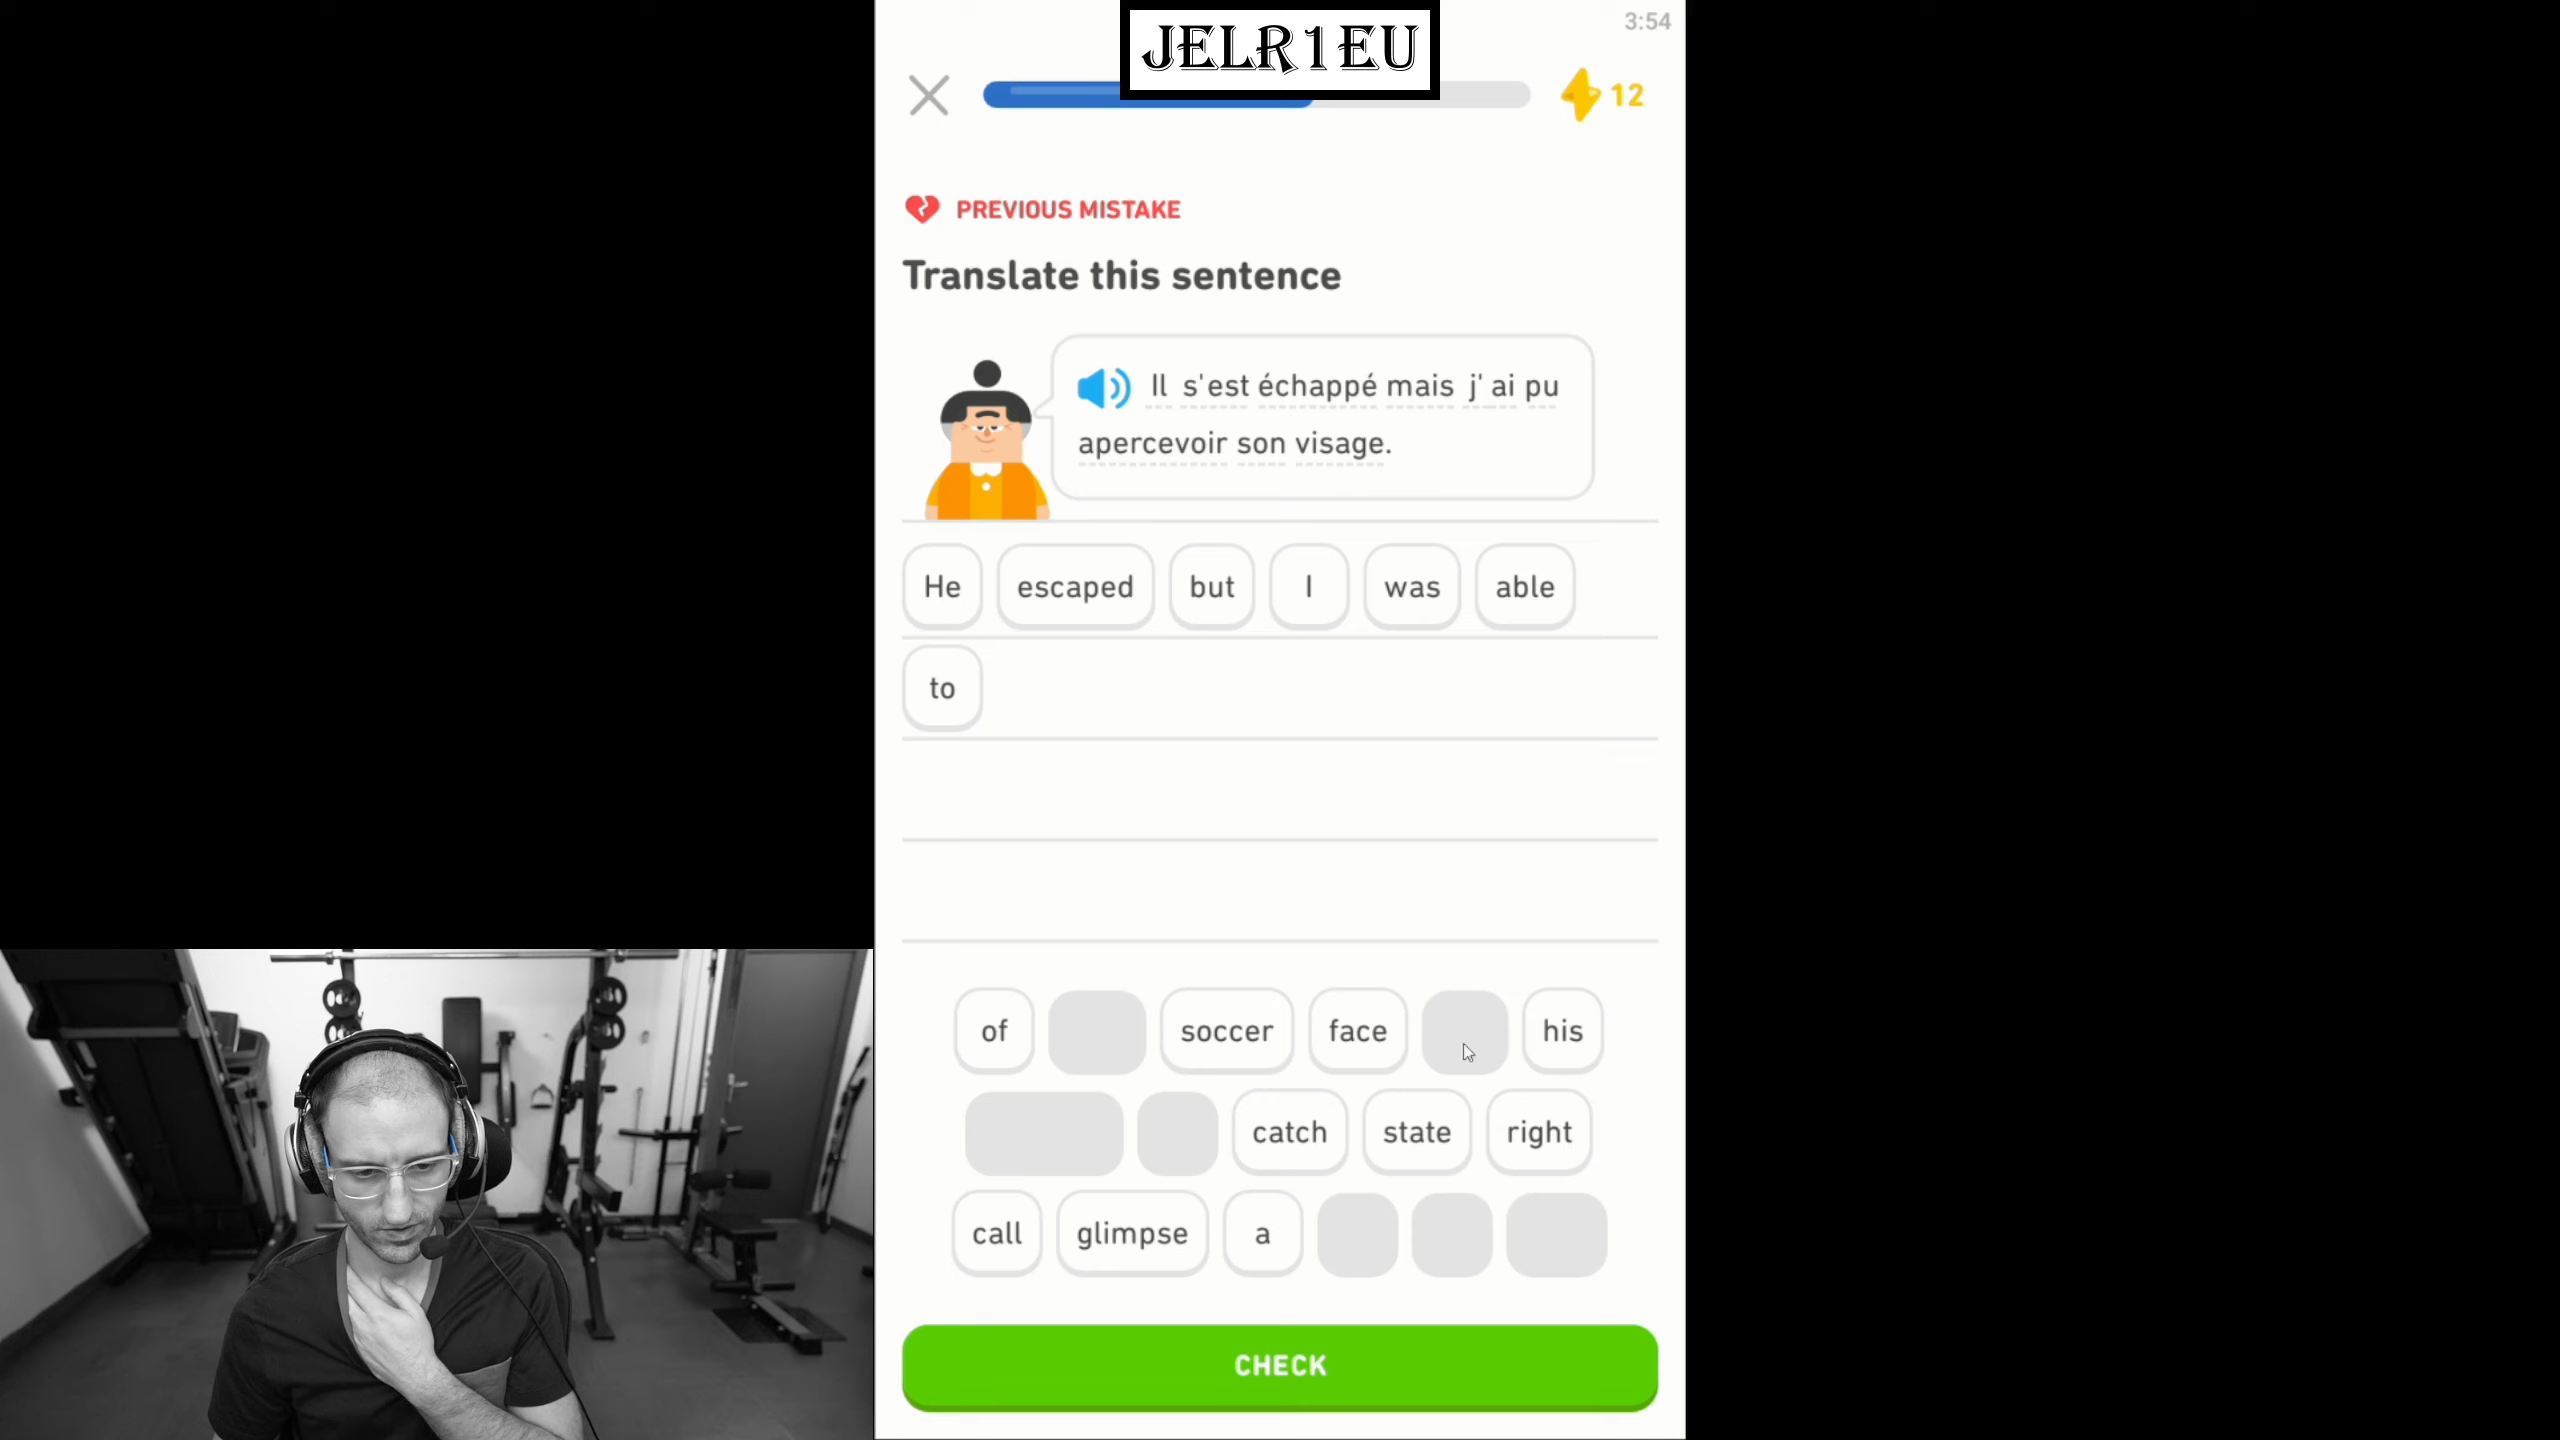 JELR1EU
3:54
12
PREVIOUS MISTAKE
Translate this sentence
Il s'est échappé mais j'ai pu
apercevoir son visage.
He escaped but I was able
to
of soccer face his
catch state right
call glimpse a
CHECK